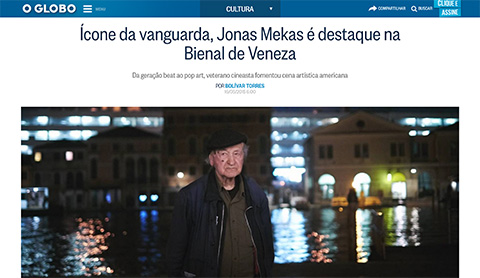 O GLOBO
MENU
CULTURA
COMPARTILHAR
BUSCAR
CLIQUE E
ASSINE
Ícone da vanguarda, Jonas Mekas é destaque na
Bienal de Veneza
Da geração beat ao pop art, veterano cineasta fomentou cena artística americana
POR BOLÍVAR TORRES